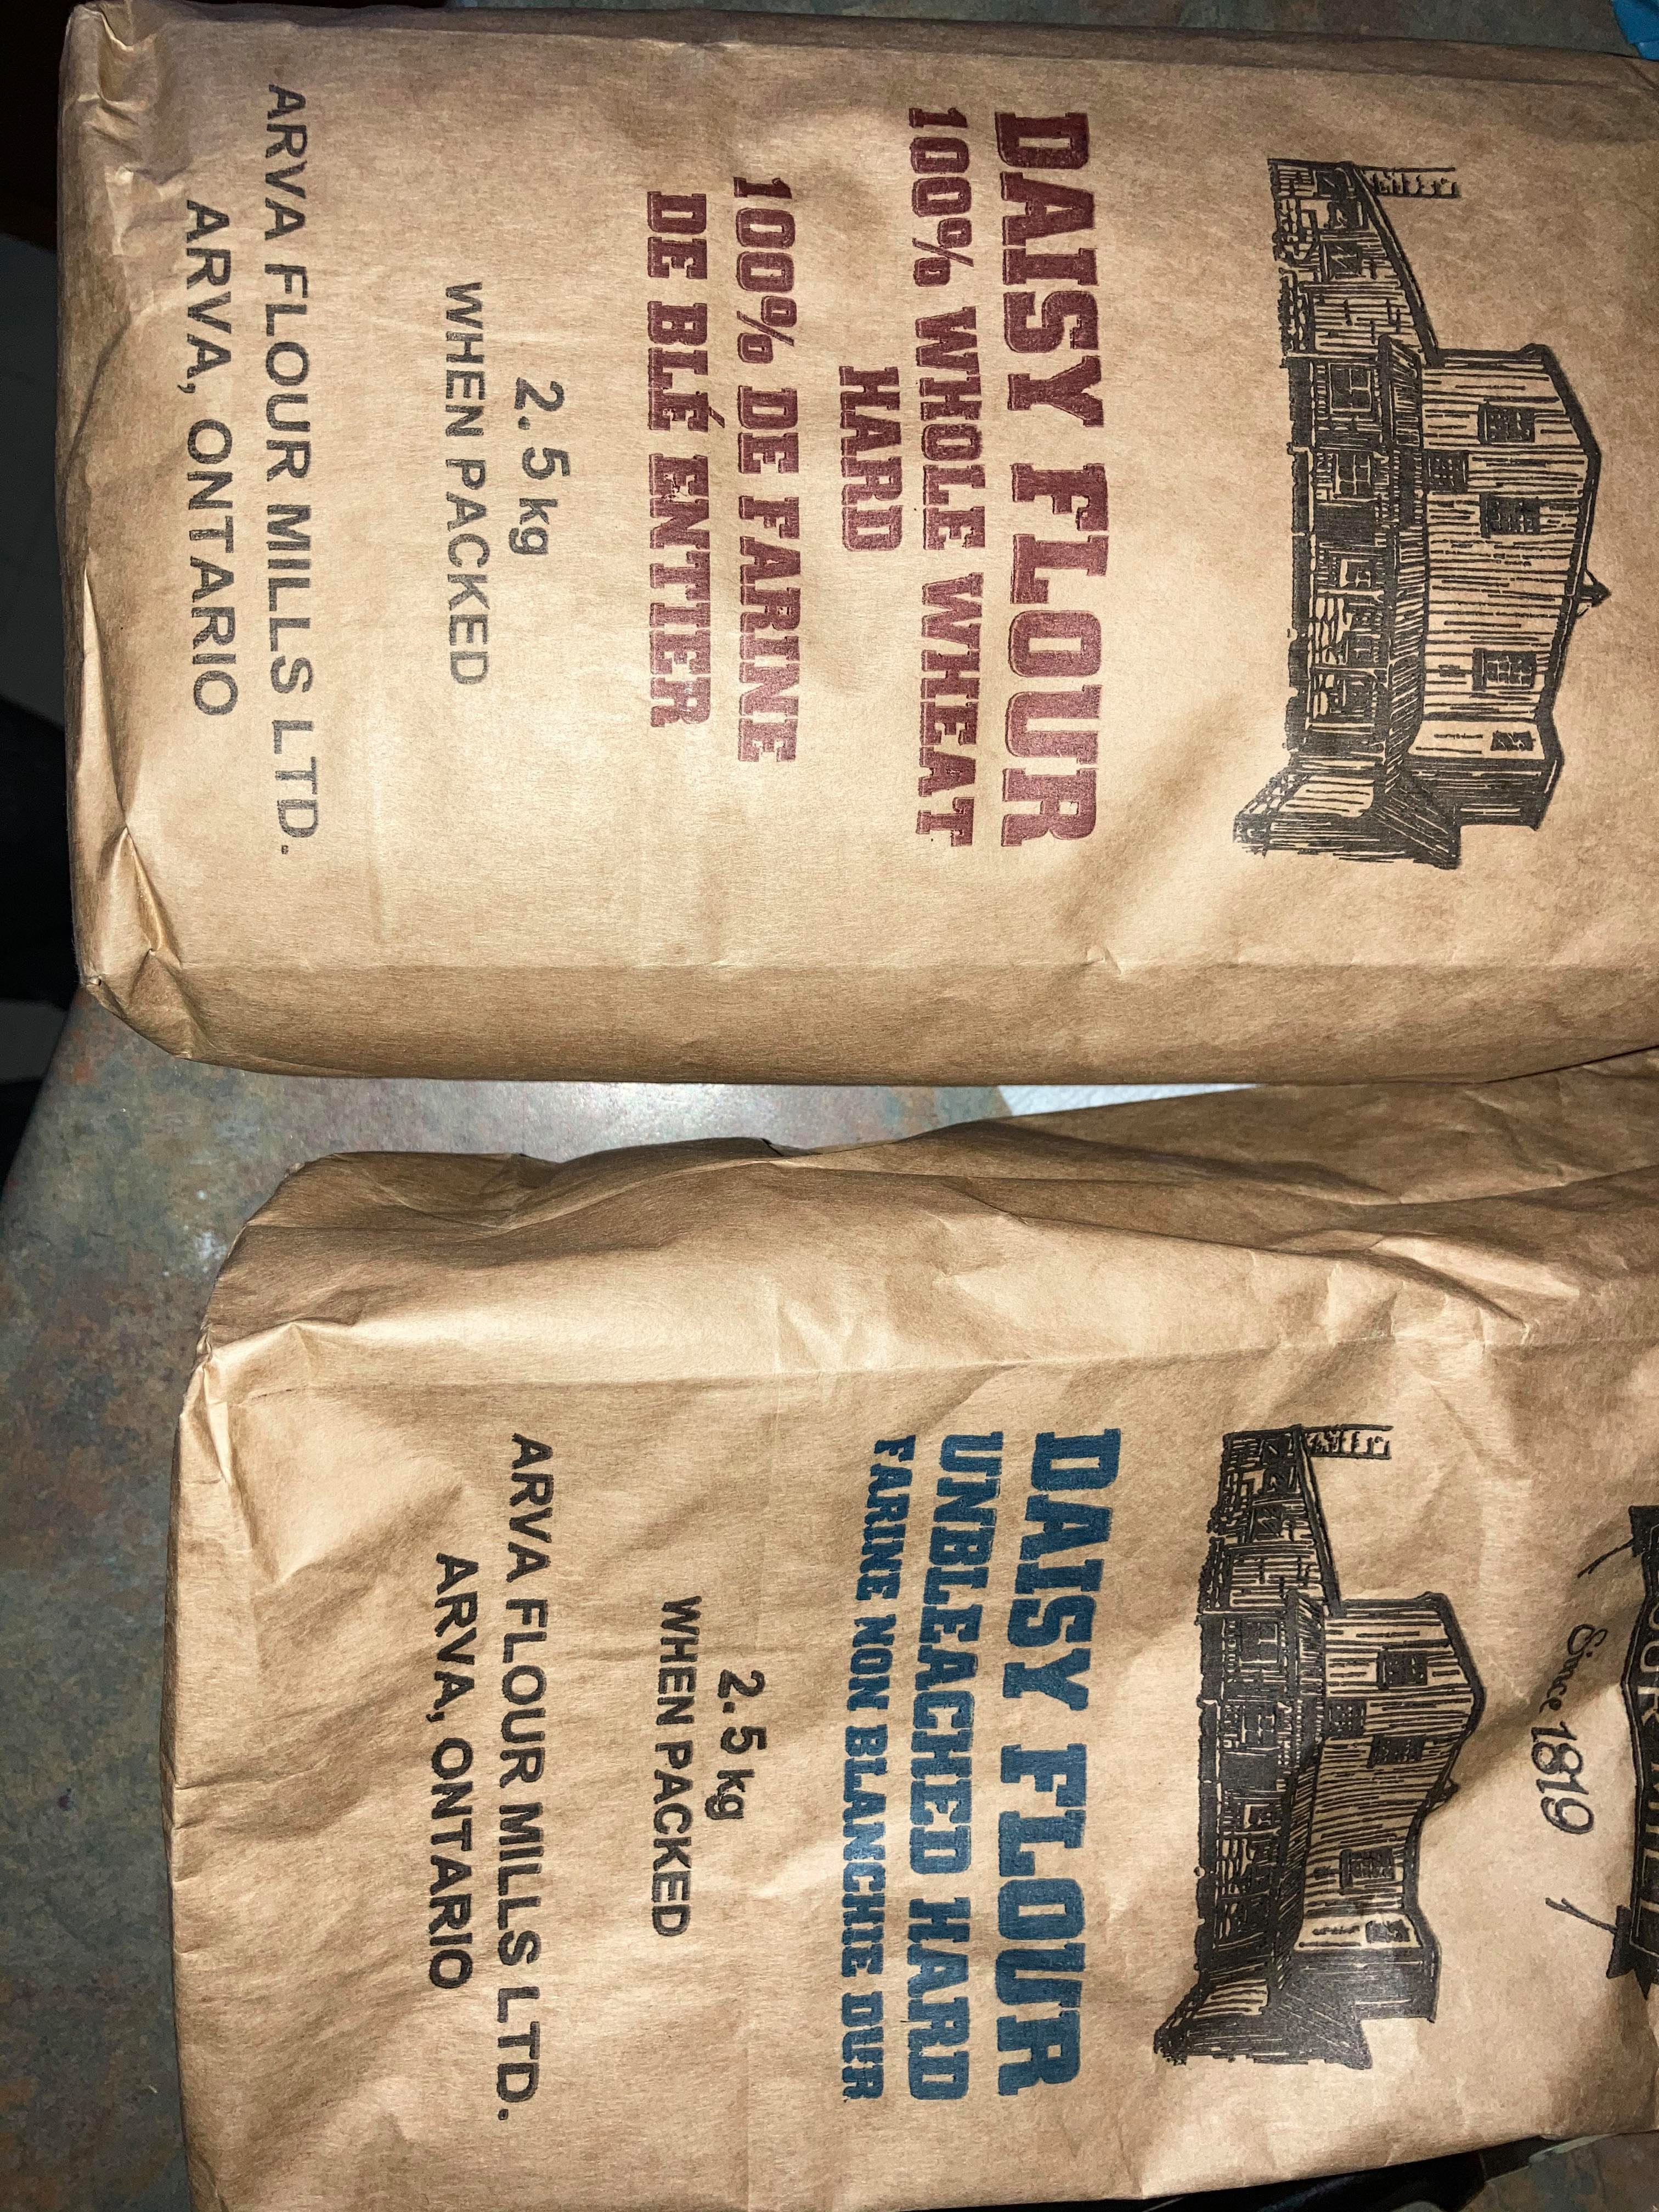 DAISY FLOUR
100% WHOLE WHEAT
HARD
100% DE FARINE
DE BLÉ ENTIER
2.5 kg
WHEN PACKED
ARVA FLOUR MILLS LTD.
ARVA, ONTARIO
Since 1819
DAISY FLOUR
UNBLEACHED HARD
FARINE NON BLANCHIE DUR
2.5 kg
WHEN PACKED
ARVA FLOUR MILLS LTD.
ARVA, ONTARIO